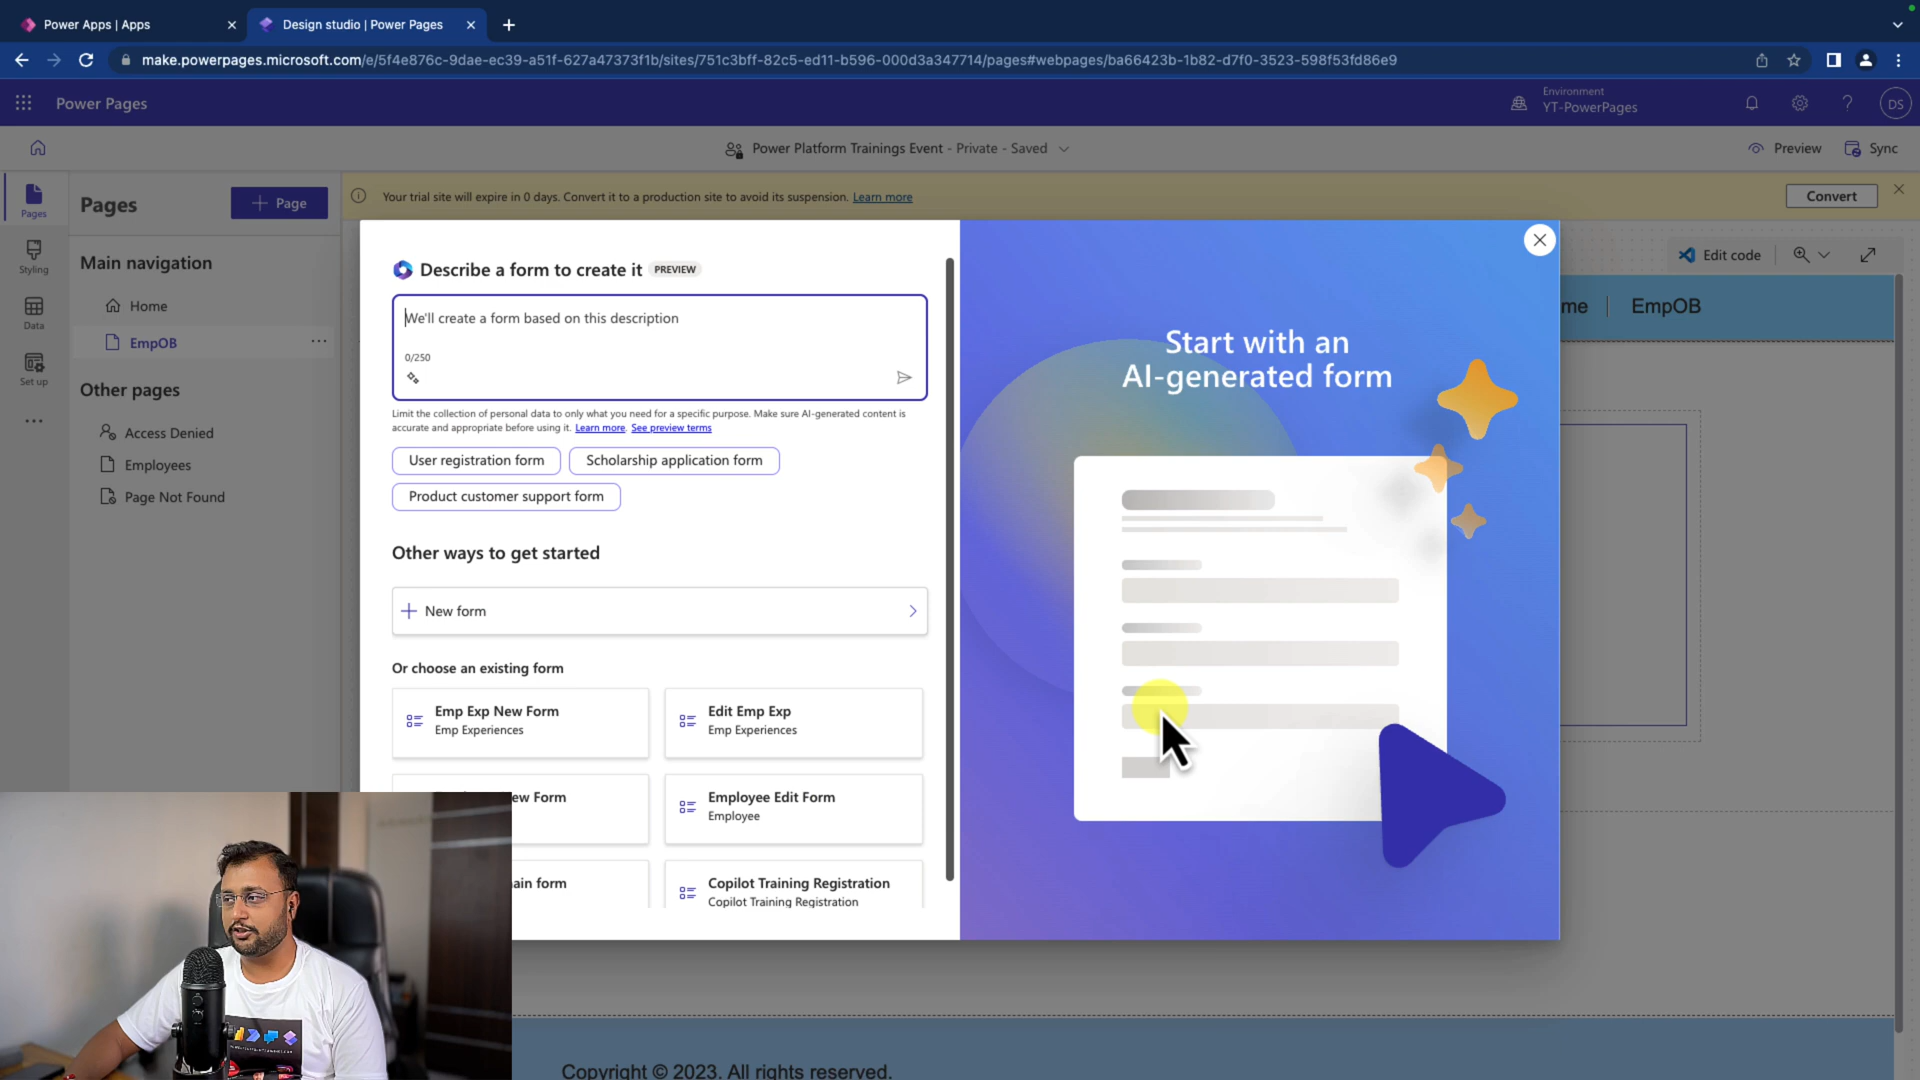 Power Apps | Apps
Design studio | Power Pages
make.powerpages.microsoft.com/e/5f4e876c-9dae-ec39-a51f-627a47373f1b/sites/751c3bff-82c5-ed11-b596-000d3a347714/pages#webpages/ba66423b-1b82-d7f0-3523-598f53fd86e9
Power Pages
Environment
YT-PowerPages
DS
Power Platform Trainings Event - Private - Saved
Preview
Sync
Pages
Styling
Data
Set up
Pages
Page
Your trial site will expire in 0 days. Convert it to a production site to avoid its suspension. Learn more
Convert
Main navigation
Home
EmpOB
Other pages
Access Denied
Employees
Page Not Found
Edit code
me
EmpOB
Describe a form to create it PREVIEW
We'll create a form based on this description
0/250
Limit the collection of personal data to only what you need for a specific purpose. Make sure AI-generated content is
accurate and appropriate before using it. Learn more. See preview terms
User registration form
Scholarship application form
Product customer support form
Other ways to get started
New form
Or choose an existing form
Emp Exp New Form
Emp Experiences
Edit Emp Exp
Emp Experiences
ew Form
Employee Edit Form
Employee
ain form
Copilot Training Registration
Copilot Training Registration
Start with an
AI-generated form
Copyright © 2023. All rights reserved.